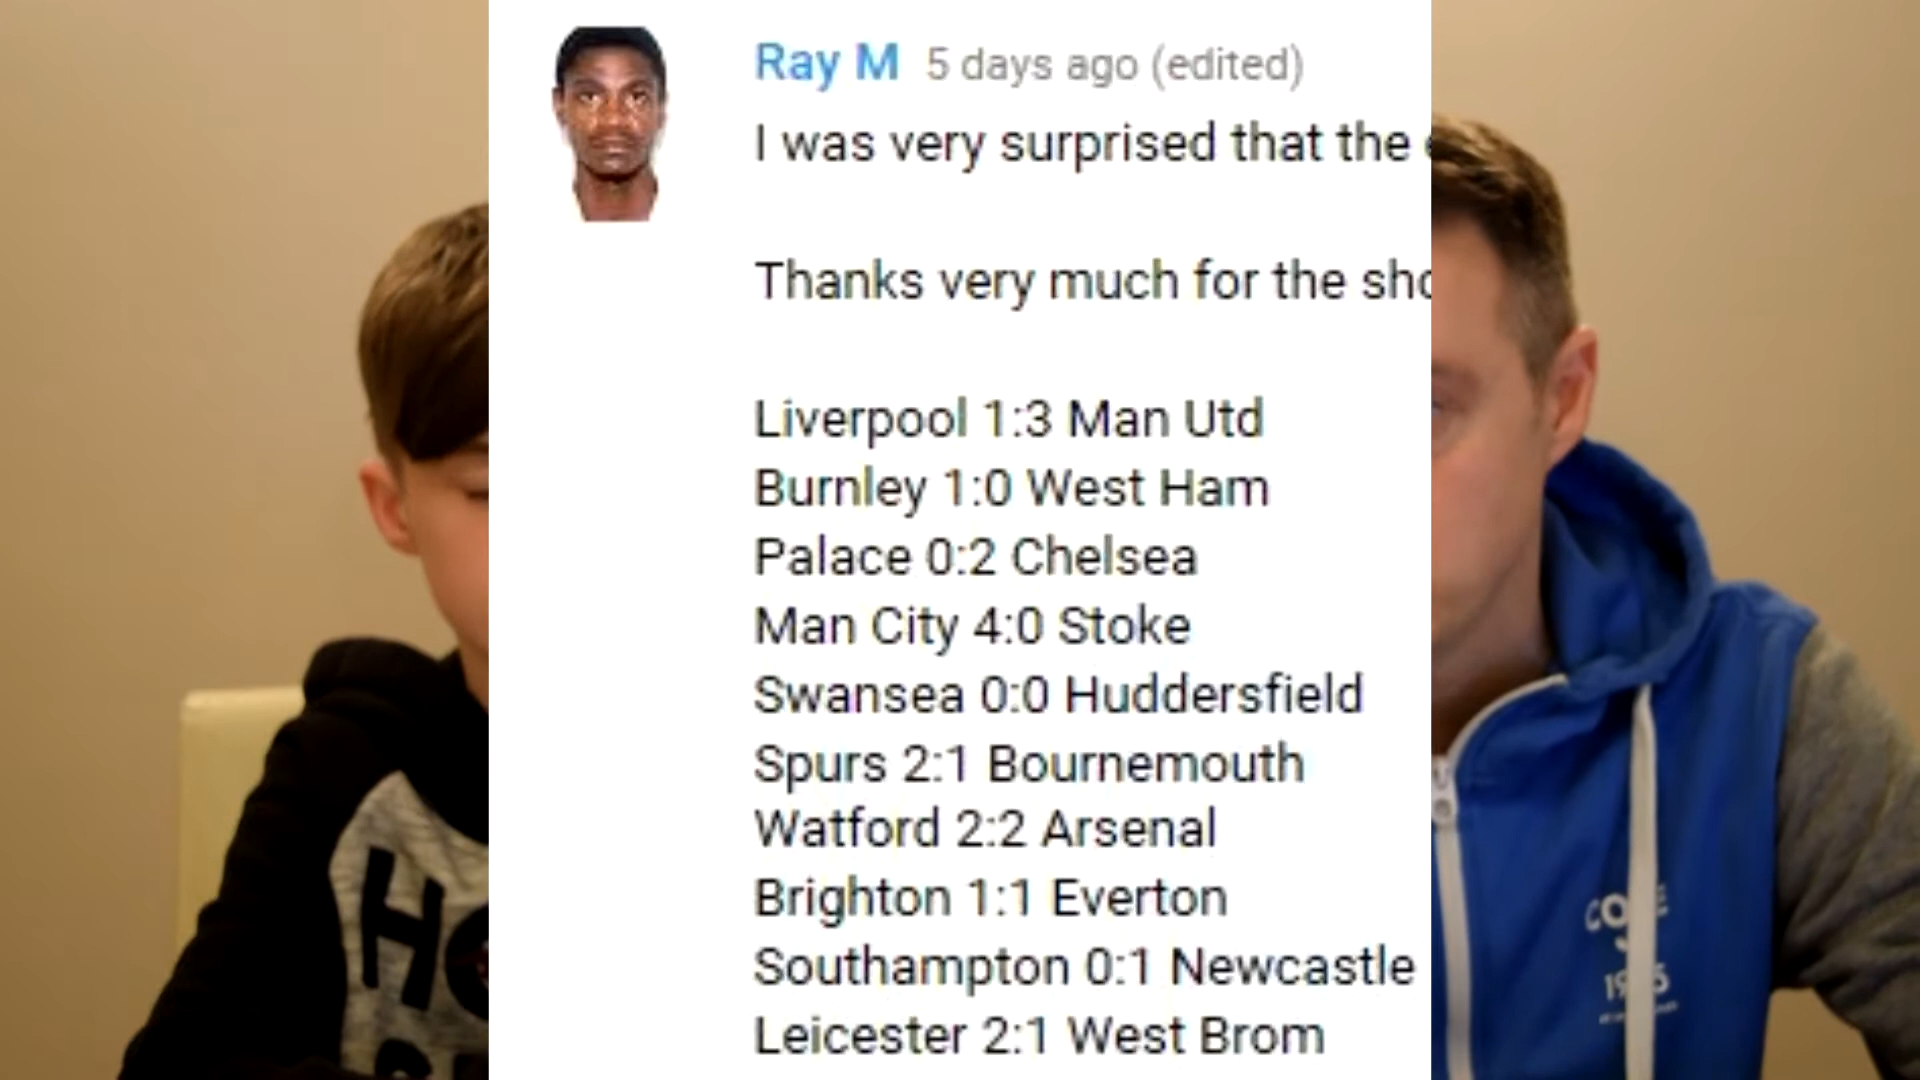 Ray M 5 days ago (edited)
I was very surprised that the
Thanks very much for the sho
Liverpool 1:3 Man Utd
Burnley 1:0 West Ham
Palace 0:2 Chelsea
Man City 4:0 Stoke
Swansea 0:0 Huddersfield
Spurs 2:1 Bournemouth
Watford 2:2 Arsenal
Brighton 1:1 Everton
Southampton 0:1 Newcastle
Leicester 2:1 West Brom